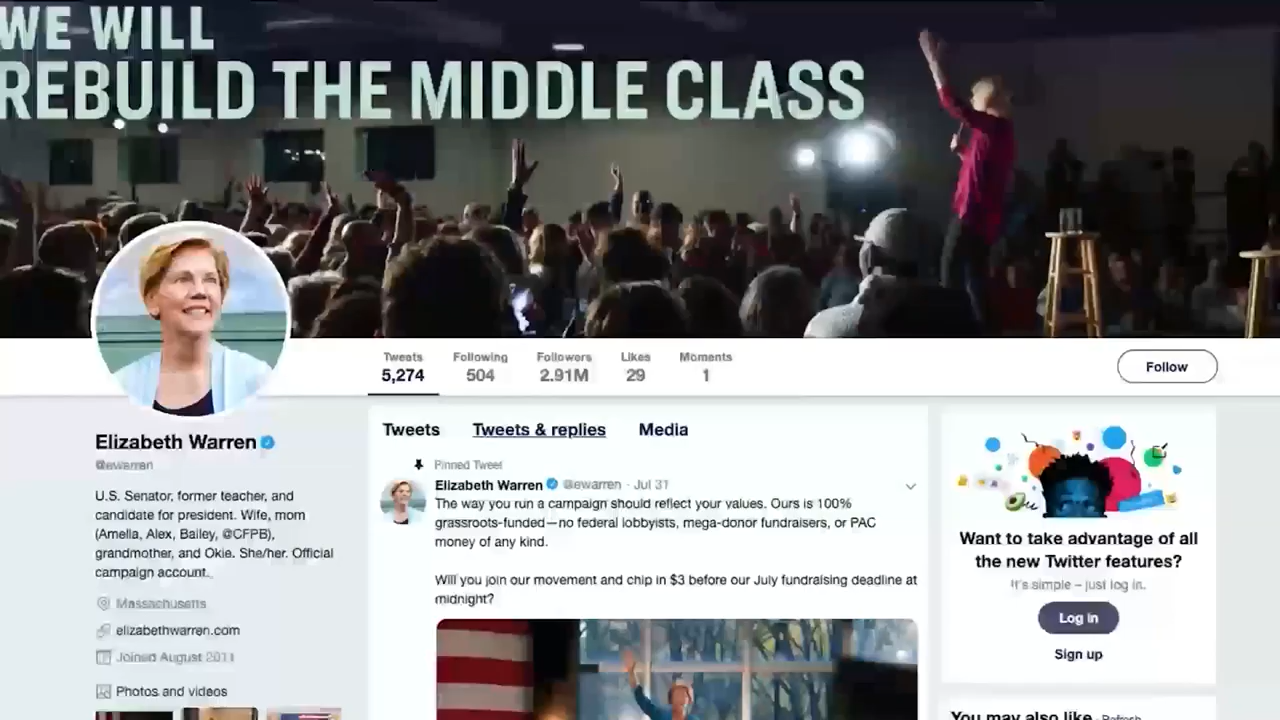 WE WILL
REBUILD THE MIDDLE CLASS
Tweets
5,274
Following
504
Followers
2.91M
Likes
29
Moments
1
Follow
Elizabeth Warren
@ewarren
U.S. Senator, former teacher, and
candidate for president. Wife, mom
(Amelia, Alex, Bailey, @CFPB),
grandmother, and Okie. She/her. Official
campaign account.
Massachusetts
elizabethwarren.com
Joined August 2011
Photos and videos
Tweets Tweets & replies Media
Pinned Tweet
Elizabeth Warren @ewarren · Jul 31
The way you run a campaign should reflect your values. Ours is 100%
grassroots-funded—no federal lobbyists, mega-donor fundraisers, or PAC
money of any kind.
Will you join our movement and chip in $3 before our July fundraising deadline at
midnight?
Want to take advantage of all
the new Twitter features?
It's simple – just log in.
Log in
Sign up
You may also like · Refresh